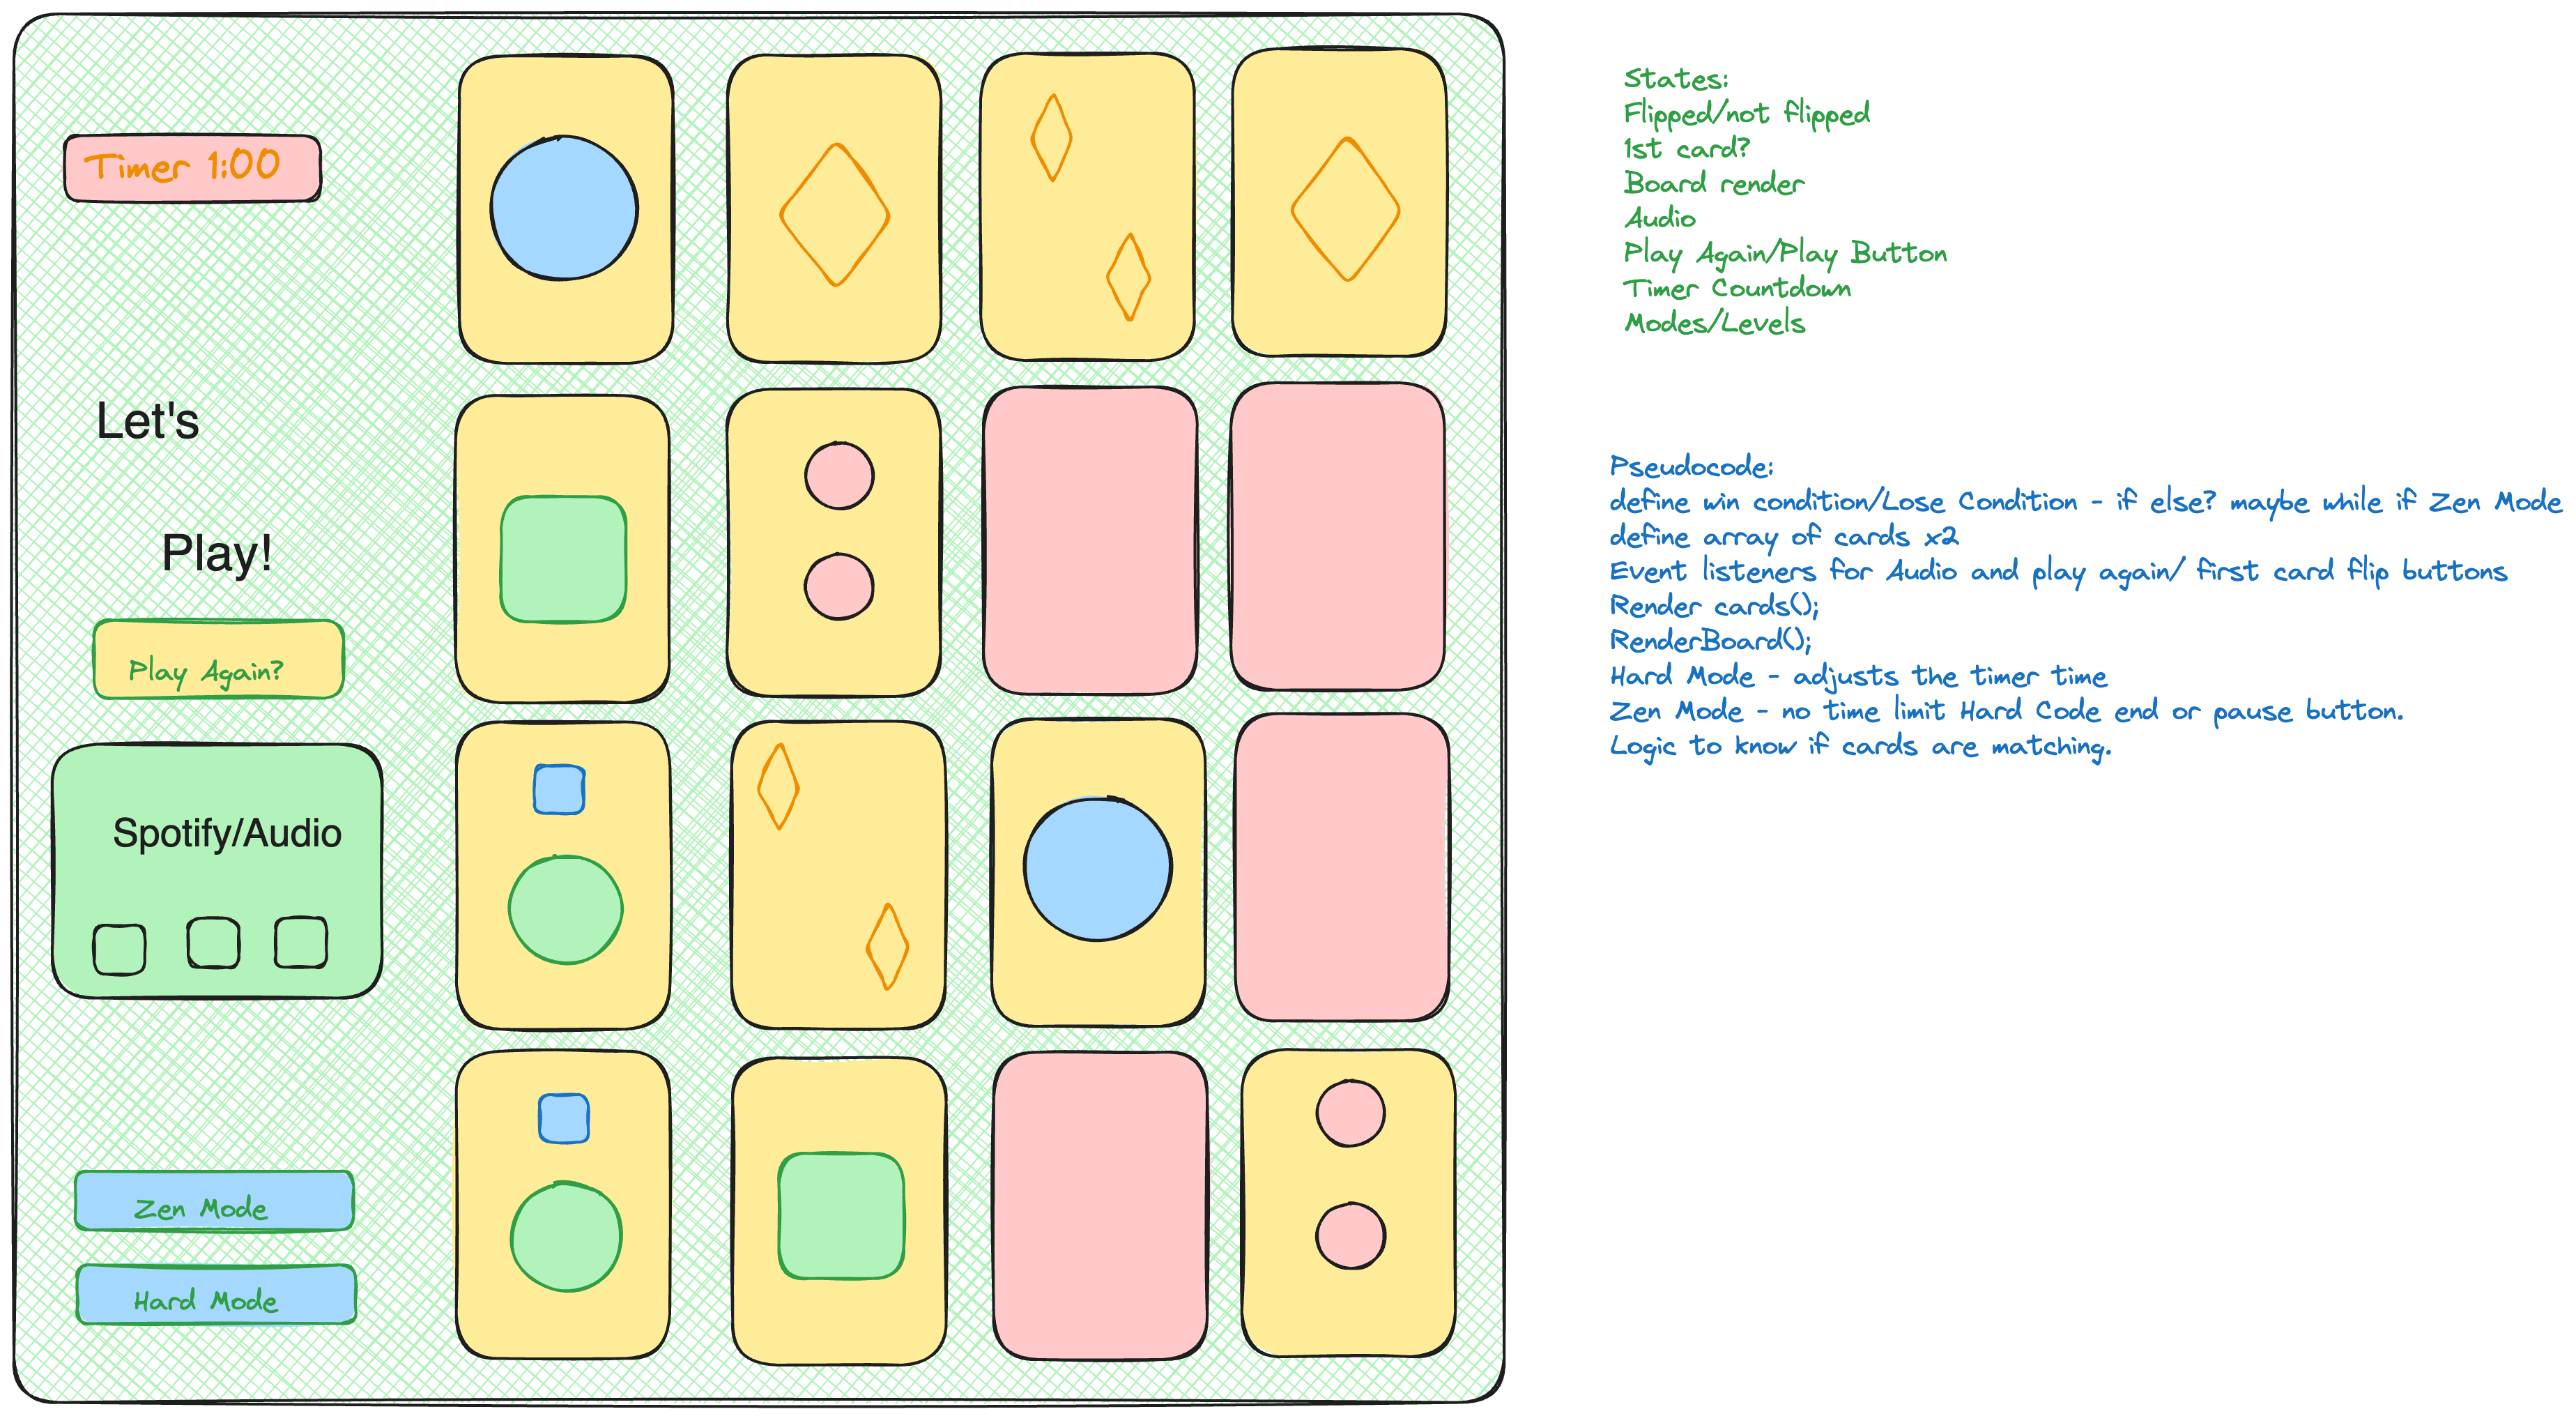 Timer 1:00
Let's
Play!
Play Again?
Spotify/Audio
Zen Mode
Hard Mode
States:
Flipped/not flipped
1st card?
Board render
Audio
Play Again/Play Button
Timer Countdown
Modes/Levels
Pseudocode:
define win condition/Lose Condition - if else? maybe while if Zen Mode
define array of cards x2
Event listeners for Audio and play again/ first card flip buttons
Render cards();
RenderBoard();
Hard Mode - adjusts the timer time
Zen Mode - no time limit Hard Code end or pause button.
Logic to know if cards are matching.